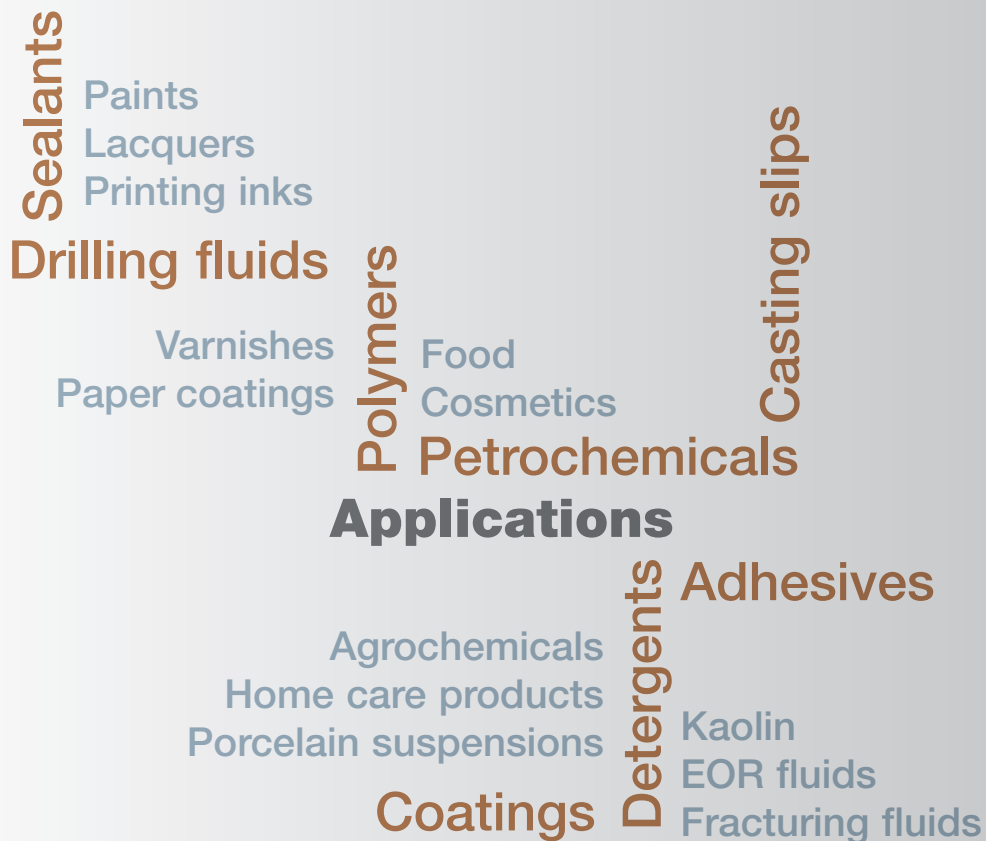 Sealants
Paints
Lacquers
Printing inks
Drilling fluids
Casting slips
Polymers
Varnishes
Paper coatings
Food
Cosmetics
Petrochemicals
Applications
Adhesives
Detergents
Agrochemicals
Home care products
Porcelain suspensions
Kaolin
EOR fluids
Fracturing fluids
Coatings